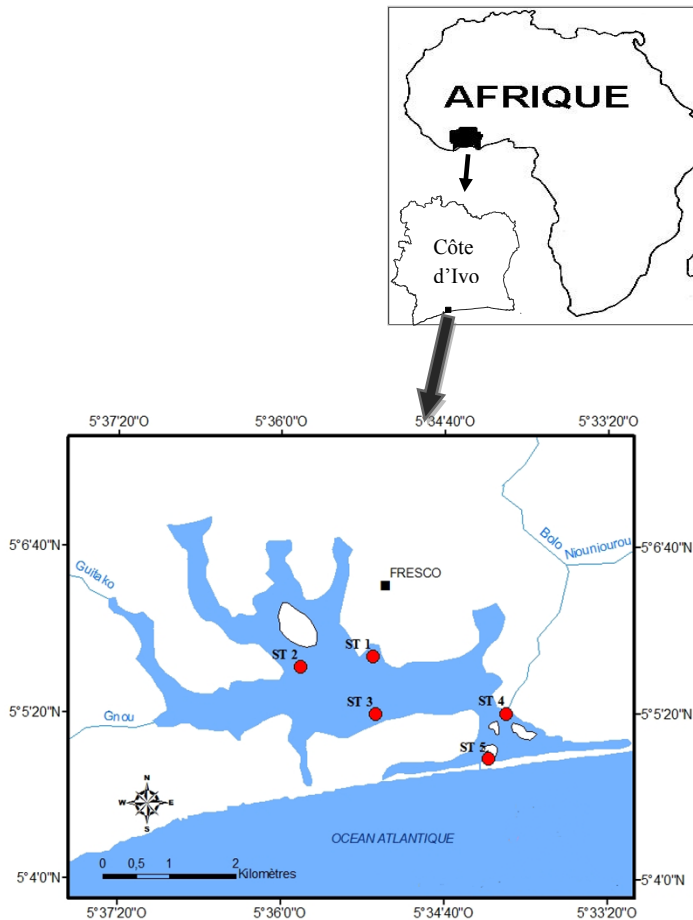 AFRIQUE
Côte
d'Ivo
5°37'20"O
5°36'0"O
5°34'40"O
5°33'20"O
5°6'40"N
5°6'40"N
Bolo
Niouniourou
Guitako
FRESCO
ST 1
ST 2
ST 3
ST 4
5°5'20"N
5°5'20"N
Gnou
ST 5
N
W
E
S
OCEAN ATLANTIQUE
0 0,5 1 2
Kilomètres
5°4'0"N
5°4'0"N
5°37'20"O
5°36'0"O
5°34'40"O
5°33'20"O